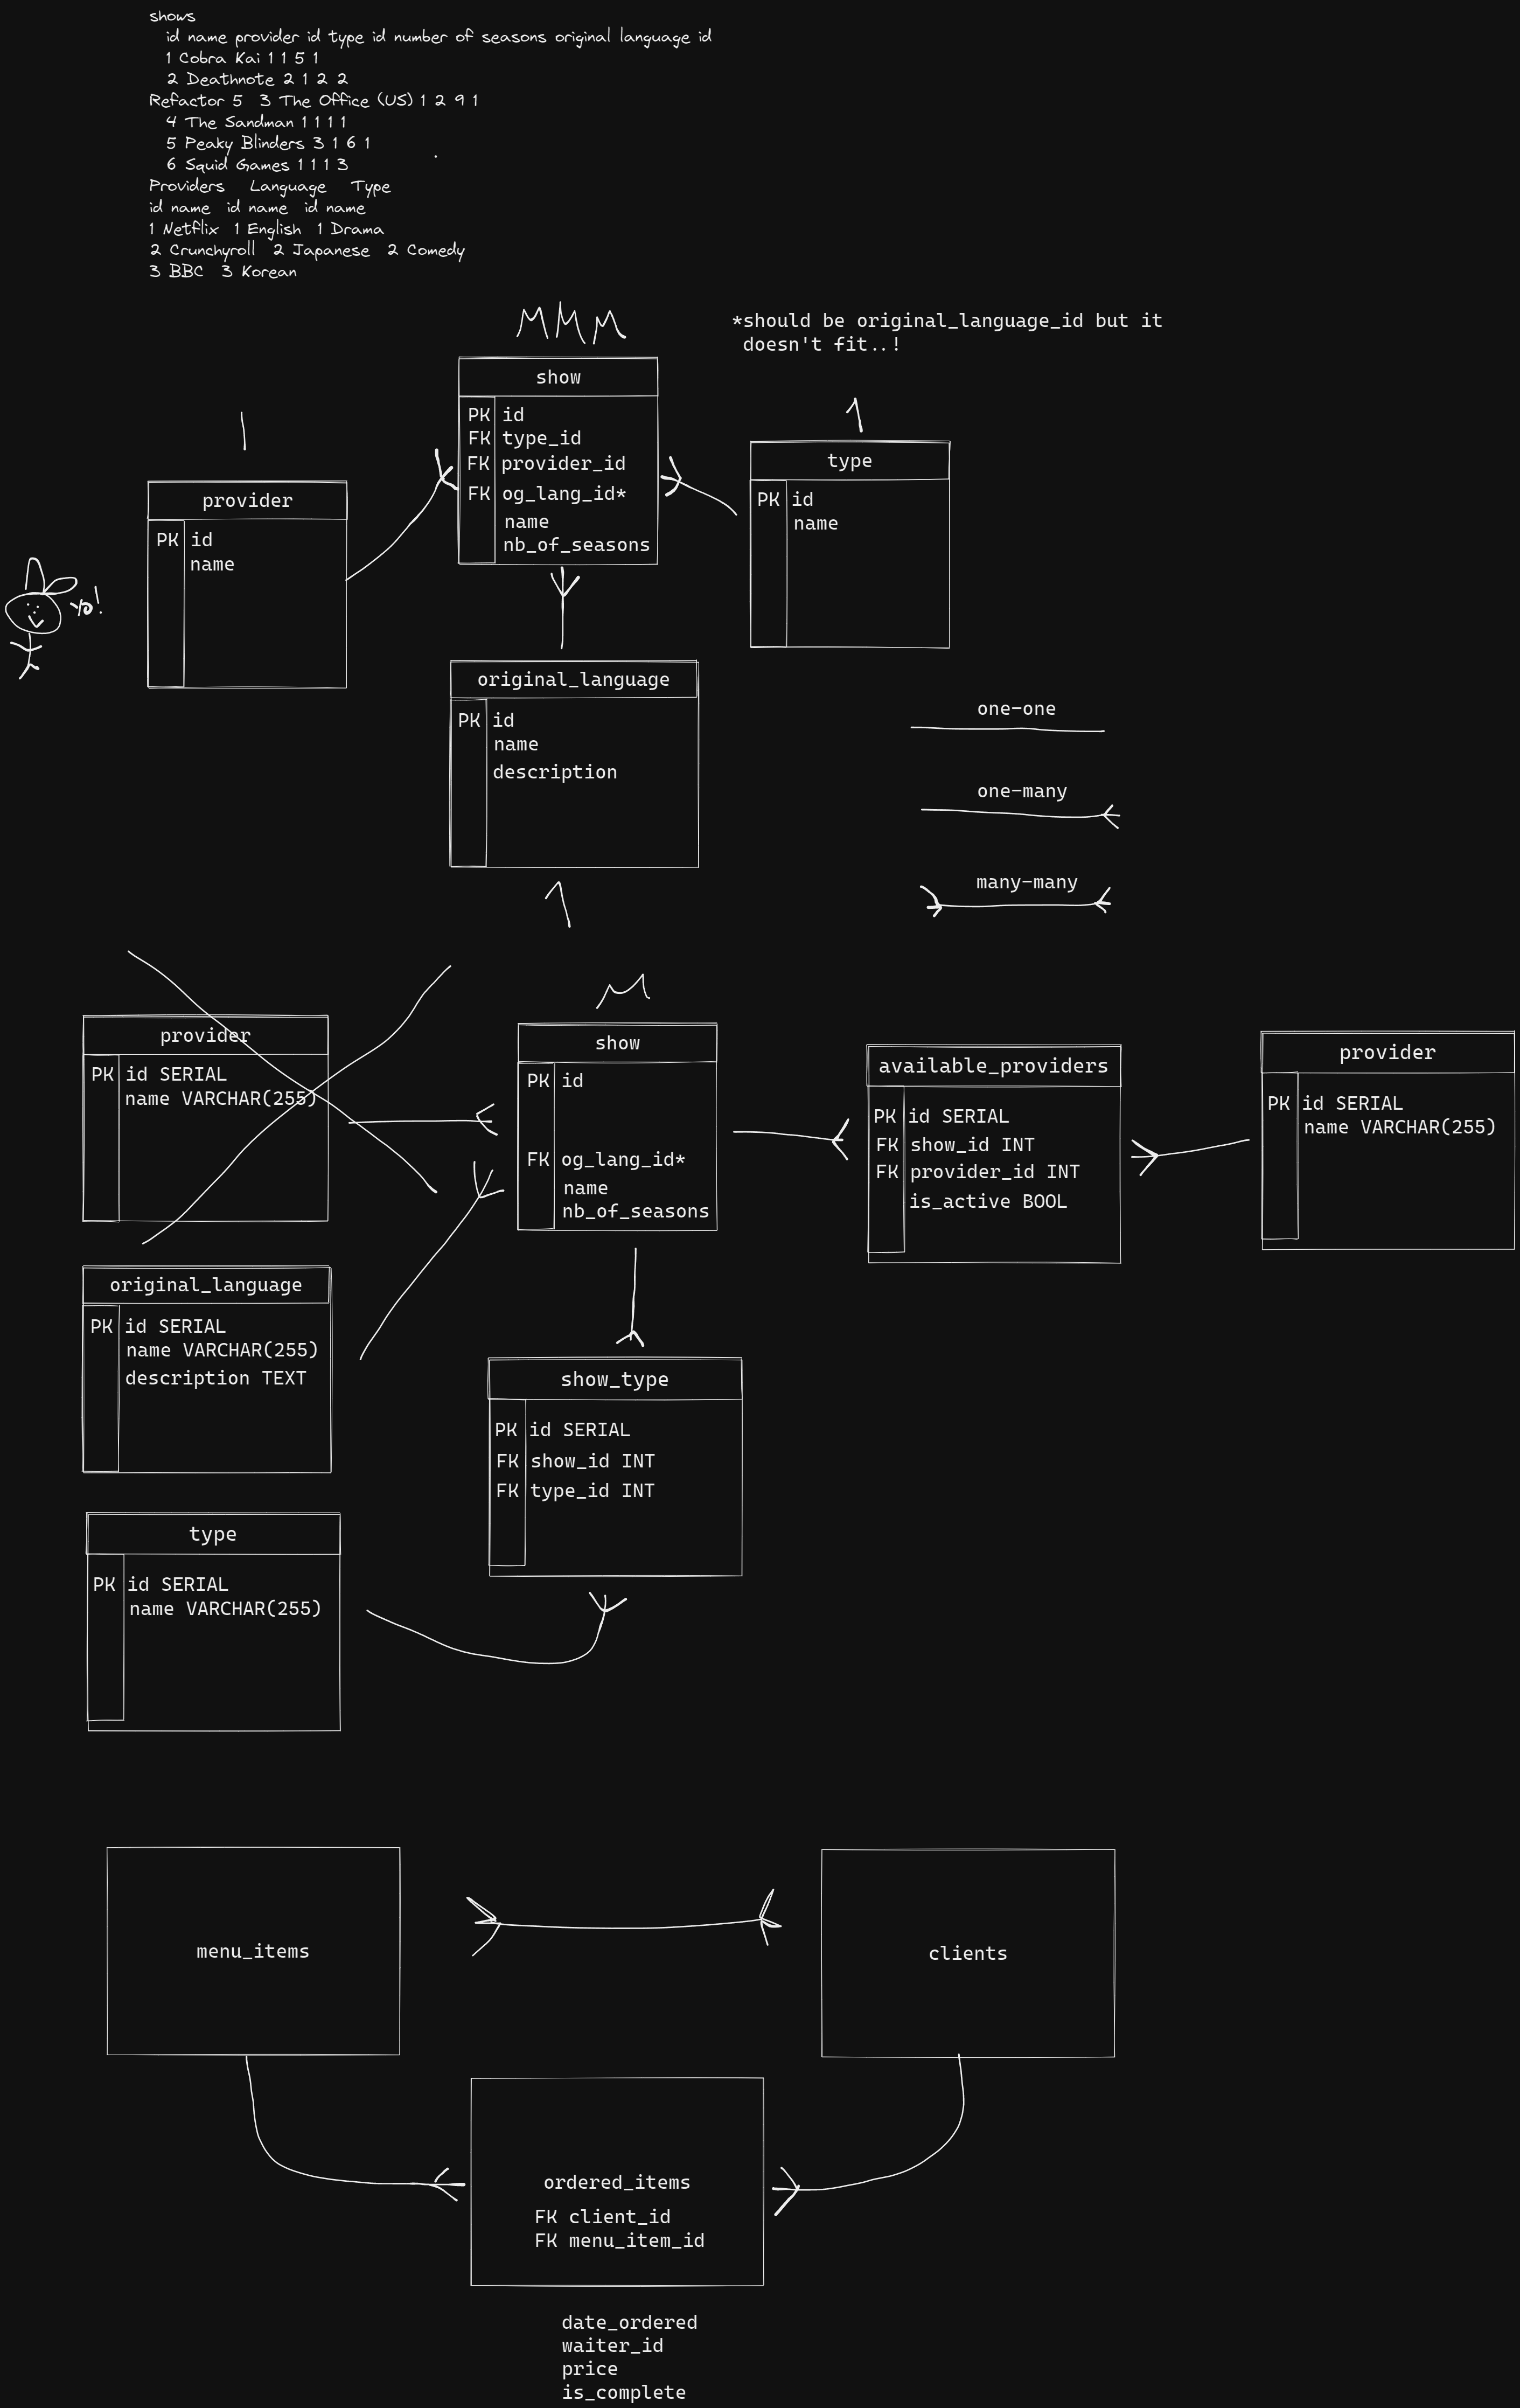 shows
id name provider id type id number of seasons original language id
1 Cobra Kai 1 1 5 1
2 Deathnote 2 1 2 2
Refactor 5 3 The Office (US) 1 2 9 1
4 The Sandman 1 1 1 1
5 Peaky Blinders 3 1 6 1
6 Squid Games 1 1 1 3
Providers Language Type
id name id name id name
1 Netflix 1 English 1 Drama
2 Crunchyroll 2 Japanese 2 Comedy
3 BBC 3 Korean
M M M
*should be original_language_id but it
doesn't fit..!
show
PK id
FK type_id
FK provider_id
FK og_lang_id*
name
nb_of_seasons
1
provider
PK id
name
1
type
PK id
name
yo!
original_language
PK id
name
description
1
one-one
one-many
many-many
provider
PK id SERIAL
name VARCHAR(255)
M
show
PK id
FK og_lang_id*
name
nb_of_seasons
available_providers
PK id SERIAL
FK show_id INT
FK provider_id INT
is_active BOOL
provider
PK id SERIAL
name VARCHAR(255)
original_language
PK id SERIAL
name VARCHAR(255)
description TEXT
show_type
PK id SERIAL
FK show_id INT
FK type_id INT
type
PK id SERIAL
name VARCHAR(255)
menu_items
clients
ordered_items
FK client_id
FK menu_item_id
date_ordered
waiter_id
price
is_complete